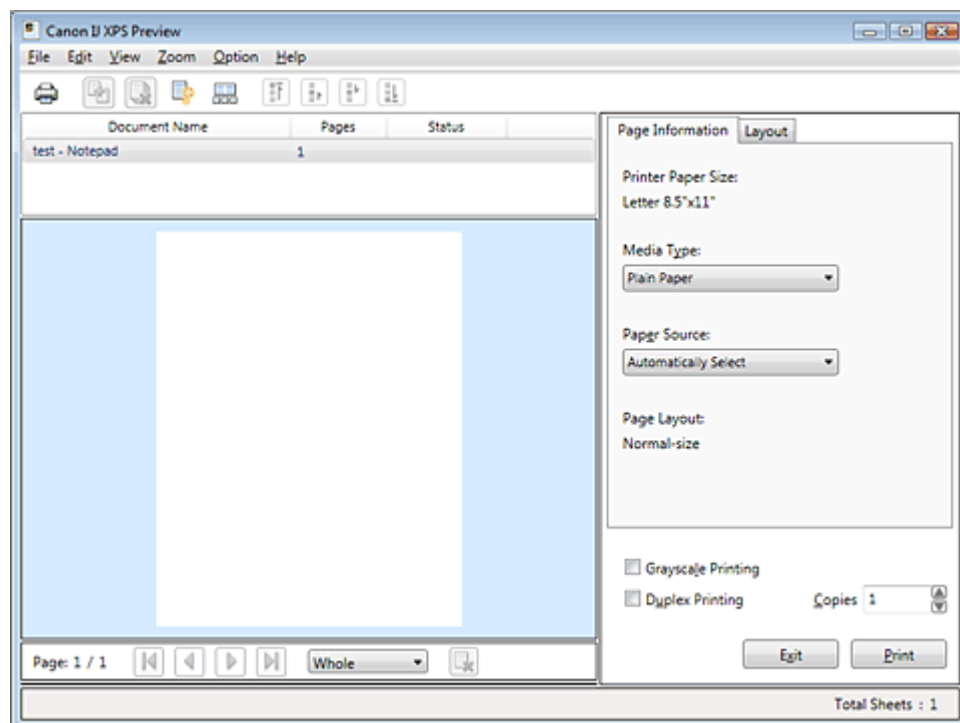 Canon IJ XPS Preview
File Edit View Zoom Option Help
Document Name Pages Status
test - Notepad 1
Page Information Layout
Printer Paper Size:
Letter 8.5"x11"
Media Type:
Plain Paper
Paper Source:
Automatically Select
Page Layout:
Normal-size
Grayscale Printing
Duplex Printing Copies 1
Page: 1 / 1 Whole
Exit Print
Total Sheets : 1